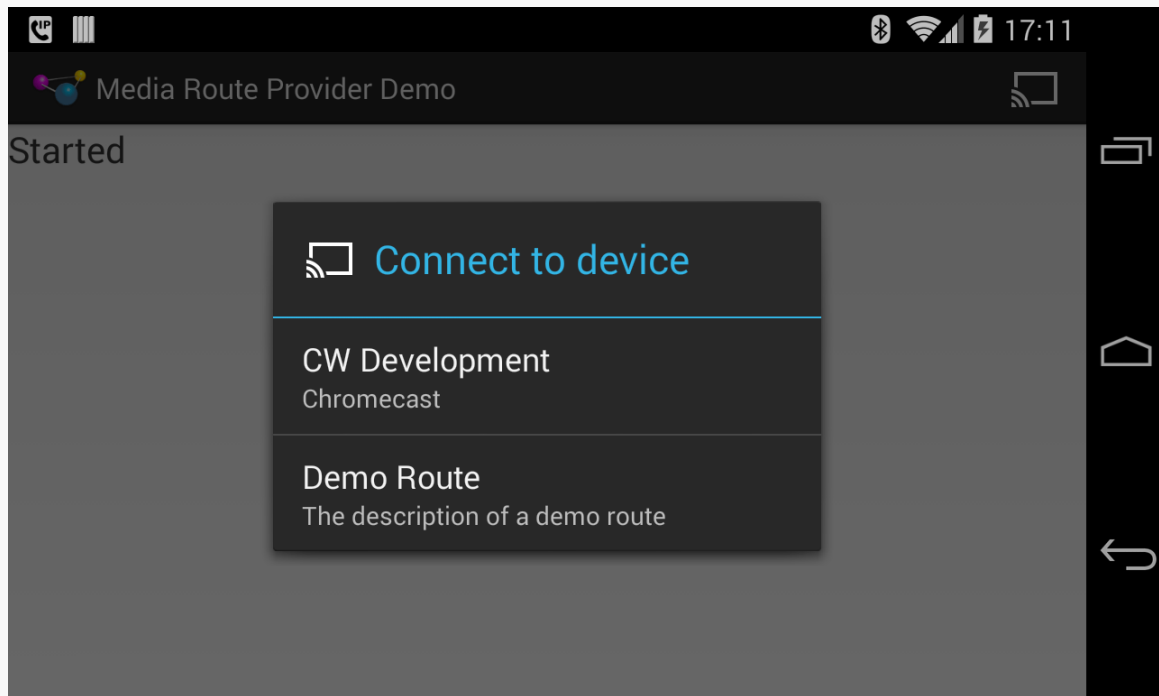 IP
17:11
Media Route Provider Demo
Started
Connect to device
CW Development
Chromecast
Demo Route
The description of a demo route